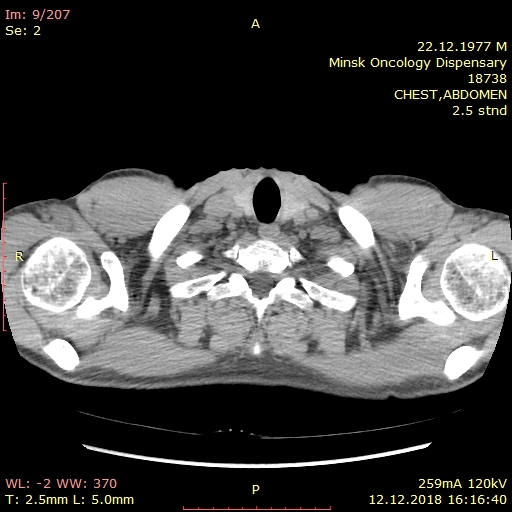 Im: 9/207
Se: 2
A
22.12.1977 M
Minsk Oncology Dispensary
18738
CHEST,ABDOMEN
2.5 stnd
R
L
WL: -2 WW: 370
T: 2.5mm L: 5.0mm
P
259mA 120kV
12.12.2018 16:16:40